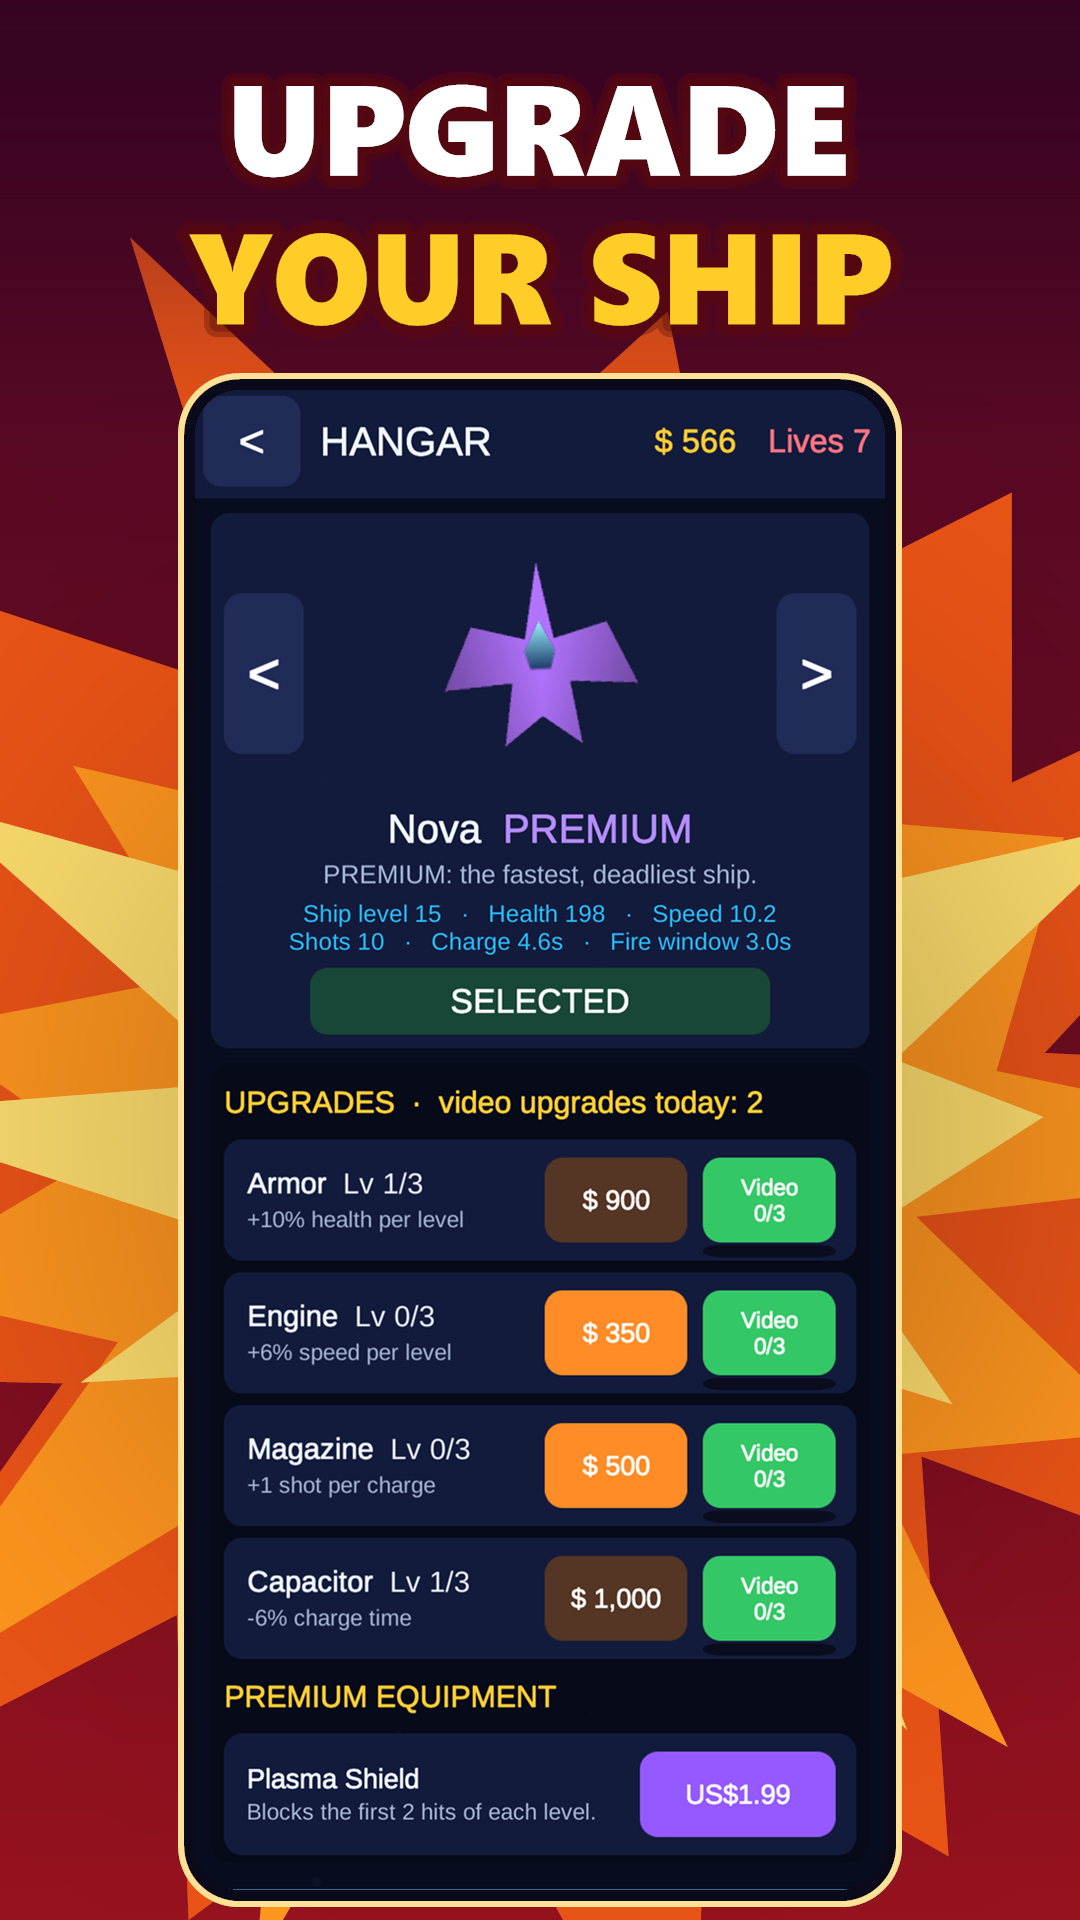 UPGRADE
YOUR SHIP
< HANGAR $ 566 Lives 7
< >
Nova PREMIUM
PREMIUM: the fastest, deadliest ship.
Ship level 15 · Health 198 · Speed 10.2
Shots 10 · Charge 4.6s · Fire window 3.0s
SELECTED
UPGRADES · video upgrades today: 2
Armor Lv 1/3
+10% health per level
$ 900
Video
0/3
Engine Lv 0/3
+6% speed per level
$ 350
Video
0/3
Magazine Lv 0/3
+1 shot per charge
$ 500
Video
0/3
Capacitor Lv 1/3
-6% charge time
$ 1,000
Video
0/3
PREMIUM EQUIPMENT
Plasma Shield
Blocks the first 2 hits of each level.
US$1.99